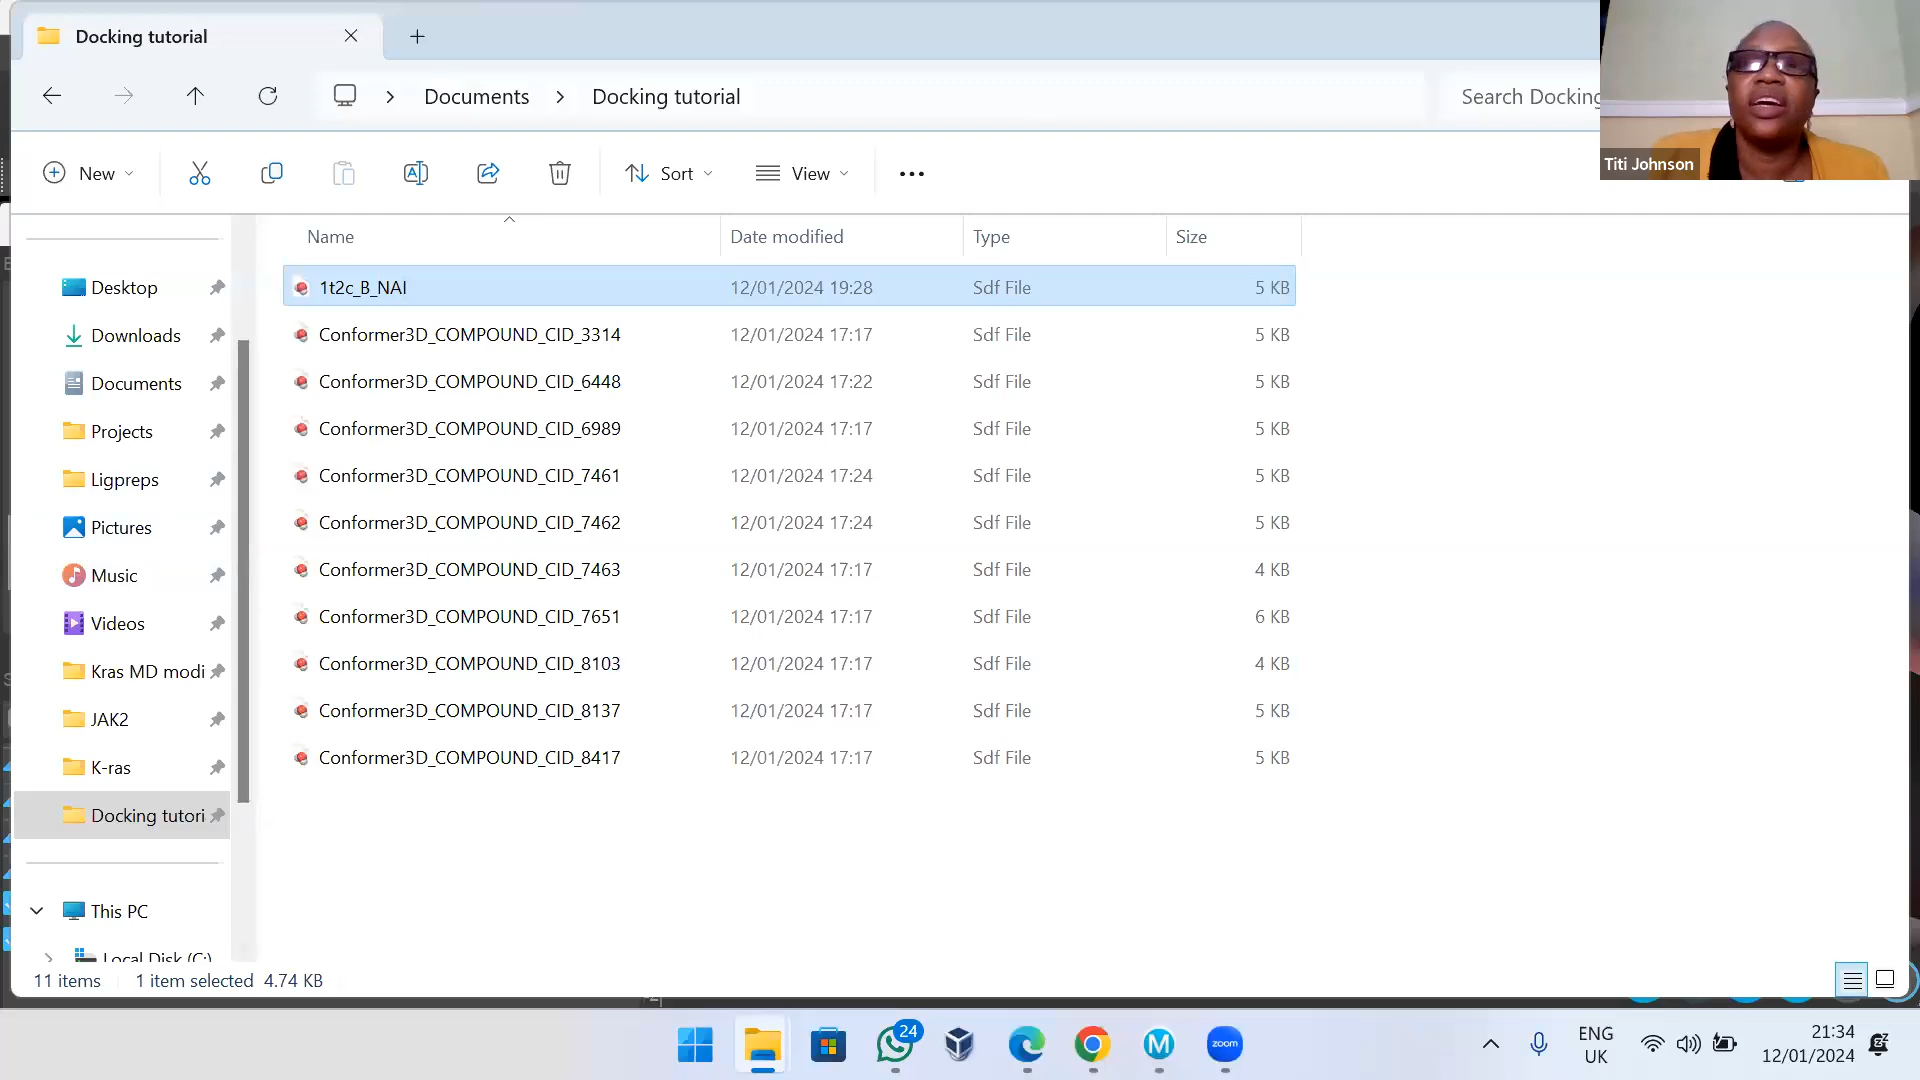 Docking tutorial
Documents
Docking tutorial
Search Docking
Titi Johnson
New
Sort
View
Name
Date modified
Type
Size
1t2c_B_NAI 12/01/2024 19:28 Sdf File 5 KB
Conformer3D_COMPOUND_CID_3314 12/01/2024 17:17 Sdf File 5 KB
Conformer3D_COMPOUND_CID_6448 12/01/2024 17:22 Sdf File 5 KB
Conformer3D_COMPOUND_CID_6989 12/01/2024 17:17 Sdf File 5 KB
Conformer3D_COMPOUND_CID_7461 12/01/2024 17:24 Sdf File 5 KB
Conformer3D_COMPOUND_CID_7462 12/01/2024 17:24 Sdf File 5 KB
Conformer3D_COMPOUND_CID_7463 12/01/2024 17:17 Sdf File 4 KB
Conformer3D_COMPOUND_CID_7651 12/01/2024 17:17 Sdf File 6 KB
Conformer3D_COMPOUND_CID_8103 12/01/2024 17:17 Sdf File 4 KB
Conformer3D_COMPOUND_CID_8137 12/01/2024 17:17 Sdf File 5 KB
Conformer3D_COMPOUND_CID_8417 12/01/2024 17:17 Sdf File 5 KB
Desktop
Downloads
Documents
Projects
Ligpreps
Pictures
Music
Videos
Kras MD modi
JAK2
K-ras
Docking tutori
This PC
Local Disk (C:)
11 items 1 item selected 4.74 KB
24
M
zoom
ENG
UK
21:34
12/01/2024